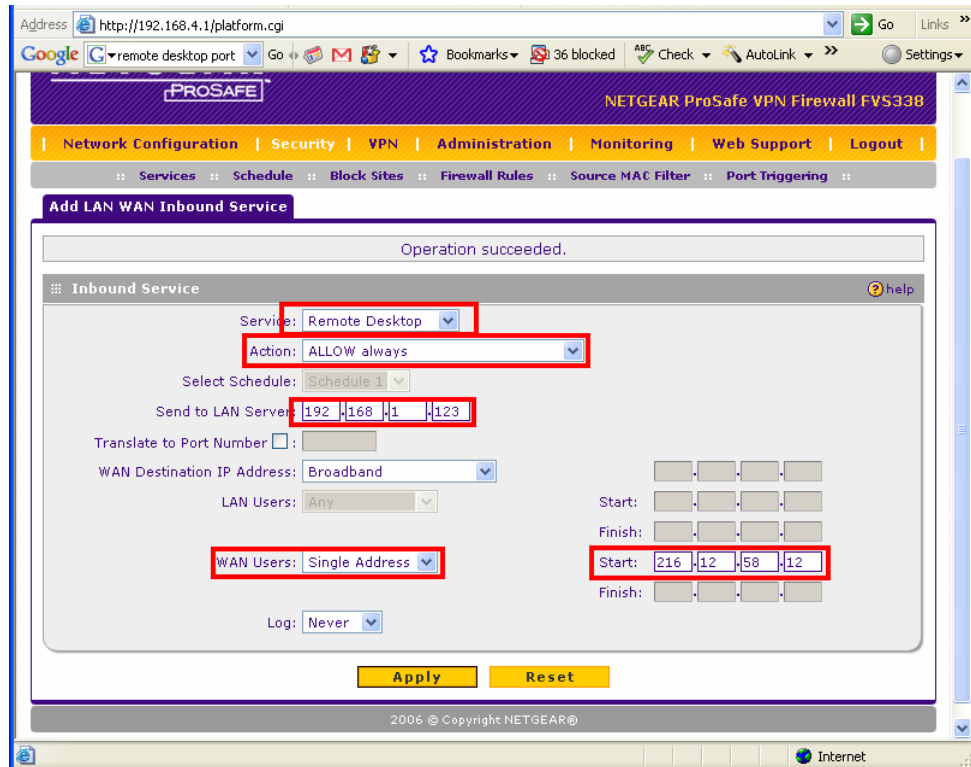 Address http://192.168.4.1/platform.cgi Go Links »
Google G remote desktop port Go Bookmarks 36 blocked ABC Check AutoLink » Settings
PROSAFE
NETGEAR ProSafe VPN Firewall FVS338
| Network Configuration | Security | VPN | Administration | Monitoring | Web Support | Logout |
:: Services :: Schedule :: Block Sites :: Firewall Rules :: Source MAC Filter :: Port Triggering ::
Add LAN WAN Inbound Service
Operation succeeded.
Inbound Service ? help
Service: Remote Desktop
Action: ALLOW always
Select Schedule: Schedule 1
Send to LAN Server: 192 .168 .1 .123
Translate to Port Number :
WAN Destination IP Address: Broadband . . .
LAN Users: Any Start: . . .
Finish: . . .
WAN Users: Single Address Start: 216 .12 .58 .12
Finish: . . .
Log: Never
Apply Reset
2006 © Copyright NETGEAR®
Internet